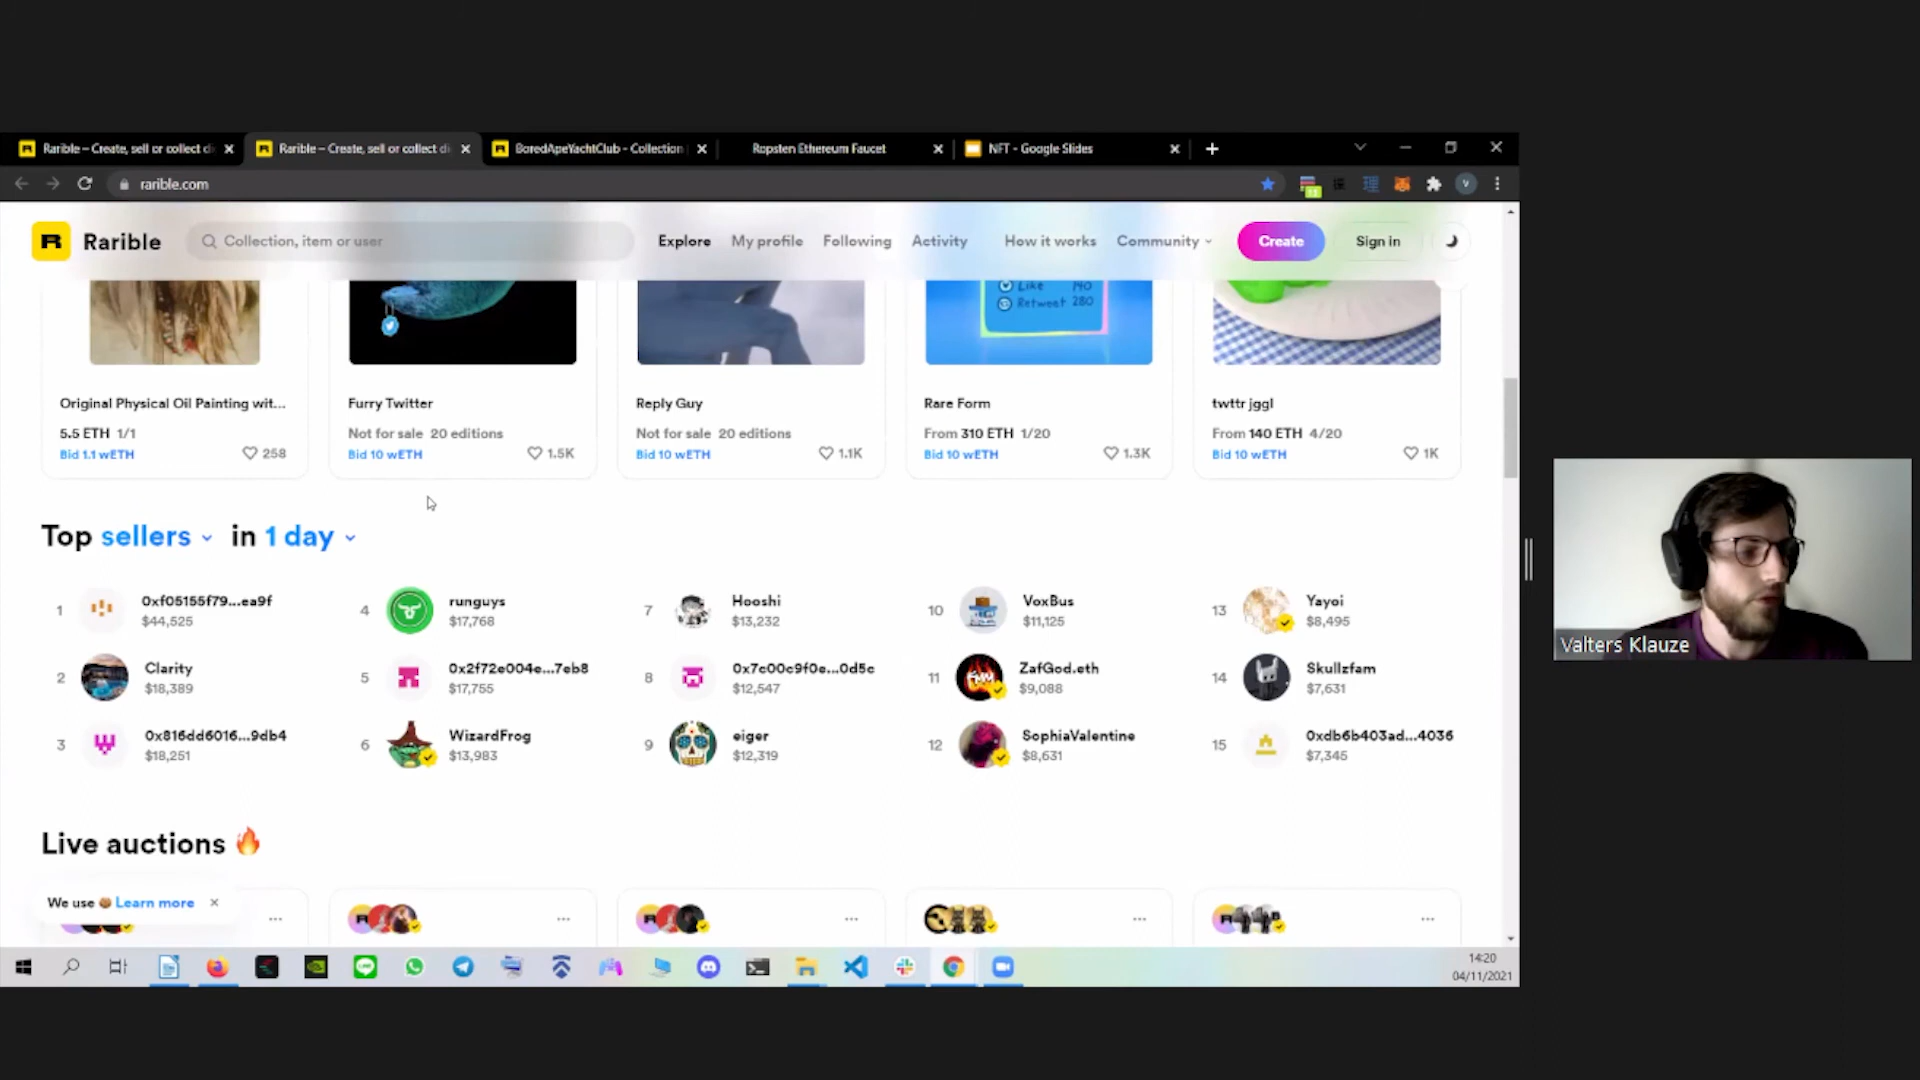 Rarible – Create, sell or collect di
Rarible – Create, sell or collect di
BoredApeYachtClub - Collection
Ropsten Ethereum Faucet
NFT - Google Slides
rarible.com
Rarible
Collection, item or user
Explore
My profile
Following
Activity
How it works
Community
Create
Sign in
Like 140
Retweet 280
Original Physical Oil Painting wit...
5.5 ETH 1/1
Bid 1.1 wETH
258
Furry Twitter
Not for sale 20 editions
Bid 10 wETH
1.5K
Reply Guy
Not for sale 20 editions
Bid 10 wETH
1.1K
Rare Form
From 310 ETH 1/20
Bid 10 wETH
1.3K
twttr jggl
From 140 ETH 4/20
Bid 10 wETH
1K
Top sellers in 1 day
1 0xf05155f79...ea9f
$44,525
2 Clarity
$18,389
3 0x816dd6016...9db4
$18,251
4 runguys
$17,768
5 0x2f72e004e...7eb8
$17,755
6 WizardFrog
$13,983
7 Hooshi
$13,232
8 0x7c00c9f0e...0d5c
$12,547
9 eiger
$12,319
10 VoxBus
$11,125
11 ZafGod.eth
$9,088
12 SophiaValentine
$8,631
13 Yayoi
$8,495
14 Skullzfam
$7,631
15 0xdb6b403ad...4036
$7,345
Live auctions
We use Learn more
14:20
04/11/2021
Valters Klauze